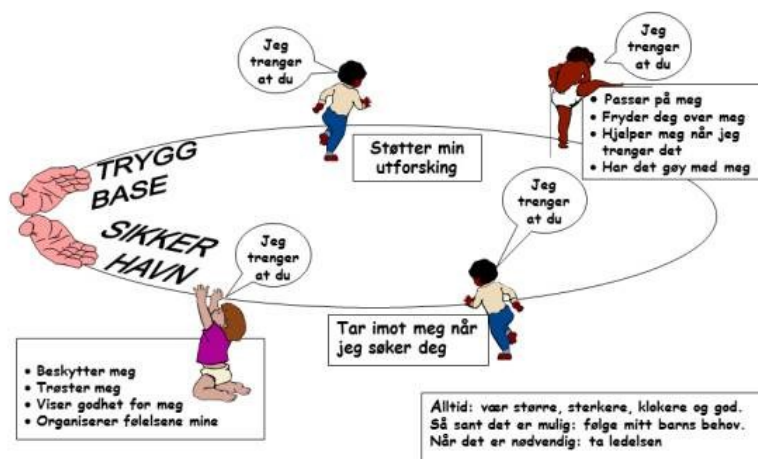 Jeg
trenger
at du
Jeg
trenger
at du
• Passer på meg
• Fryder deg over meg
• Hjelper meg når jeg
trenger det
• Har det gøy med meg
Støtter min
utforsking
TRYGG
BASE
SIKKER
HAVN
Jeg
trenger
at du
Jeg
trenger
at du
Tar imot meg når
jeg søker deg
• Beskytter meg
• Trøster meg
• Viser godhet for meg
• Organiserer følelsene mine
Alltid: vær større, sterkere, klokere og god.
Så sant det er mulig: følge mitt barns behov.
Når det er nødvendig: ta ledelsen